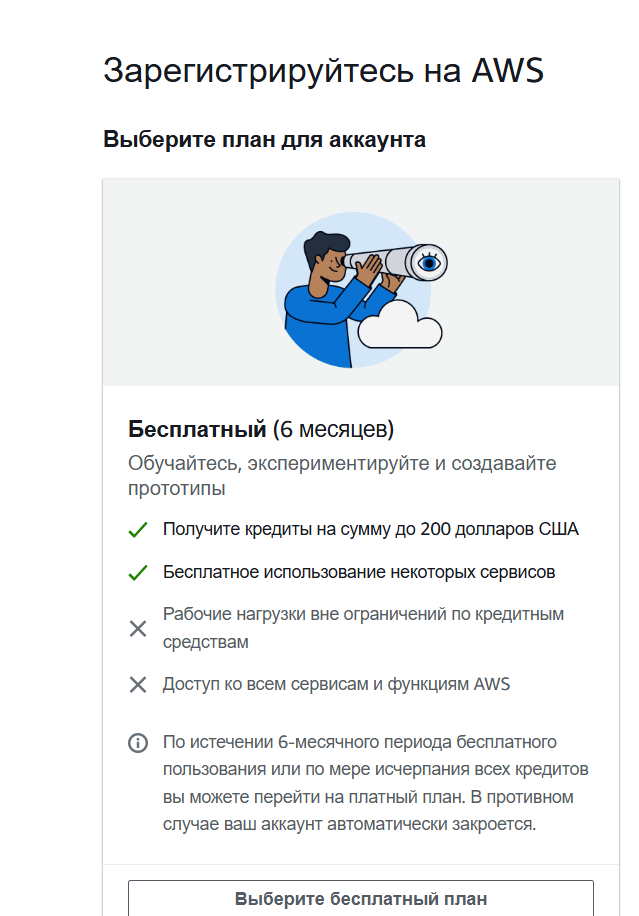 Зарегистрируйтесь на AWS
Выберите план для аккаунта
Бесплатный (6 месяцев)
Обучайтесь, экспериментируйте и создавайте
прототипы
Получите кредиты на сумму до 200 долларов США
Бесплатное использование некоторых сервисов
Рабочие нагрузки вне ограничений по кредитным
средствам
Доступ ко всем сервисам и функциям AWS
По истечении 6-месячного периода бесплатного
пользования или по мере исчерпания всех кредитов
вы можете перейти на платный план. В противном
случае ваш аккаунт автоматически закроется.
Выберите бесплатный план